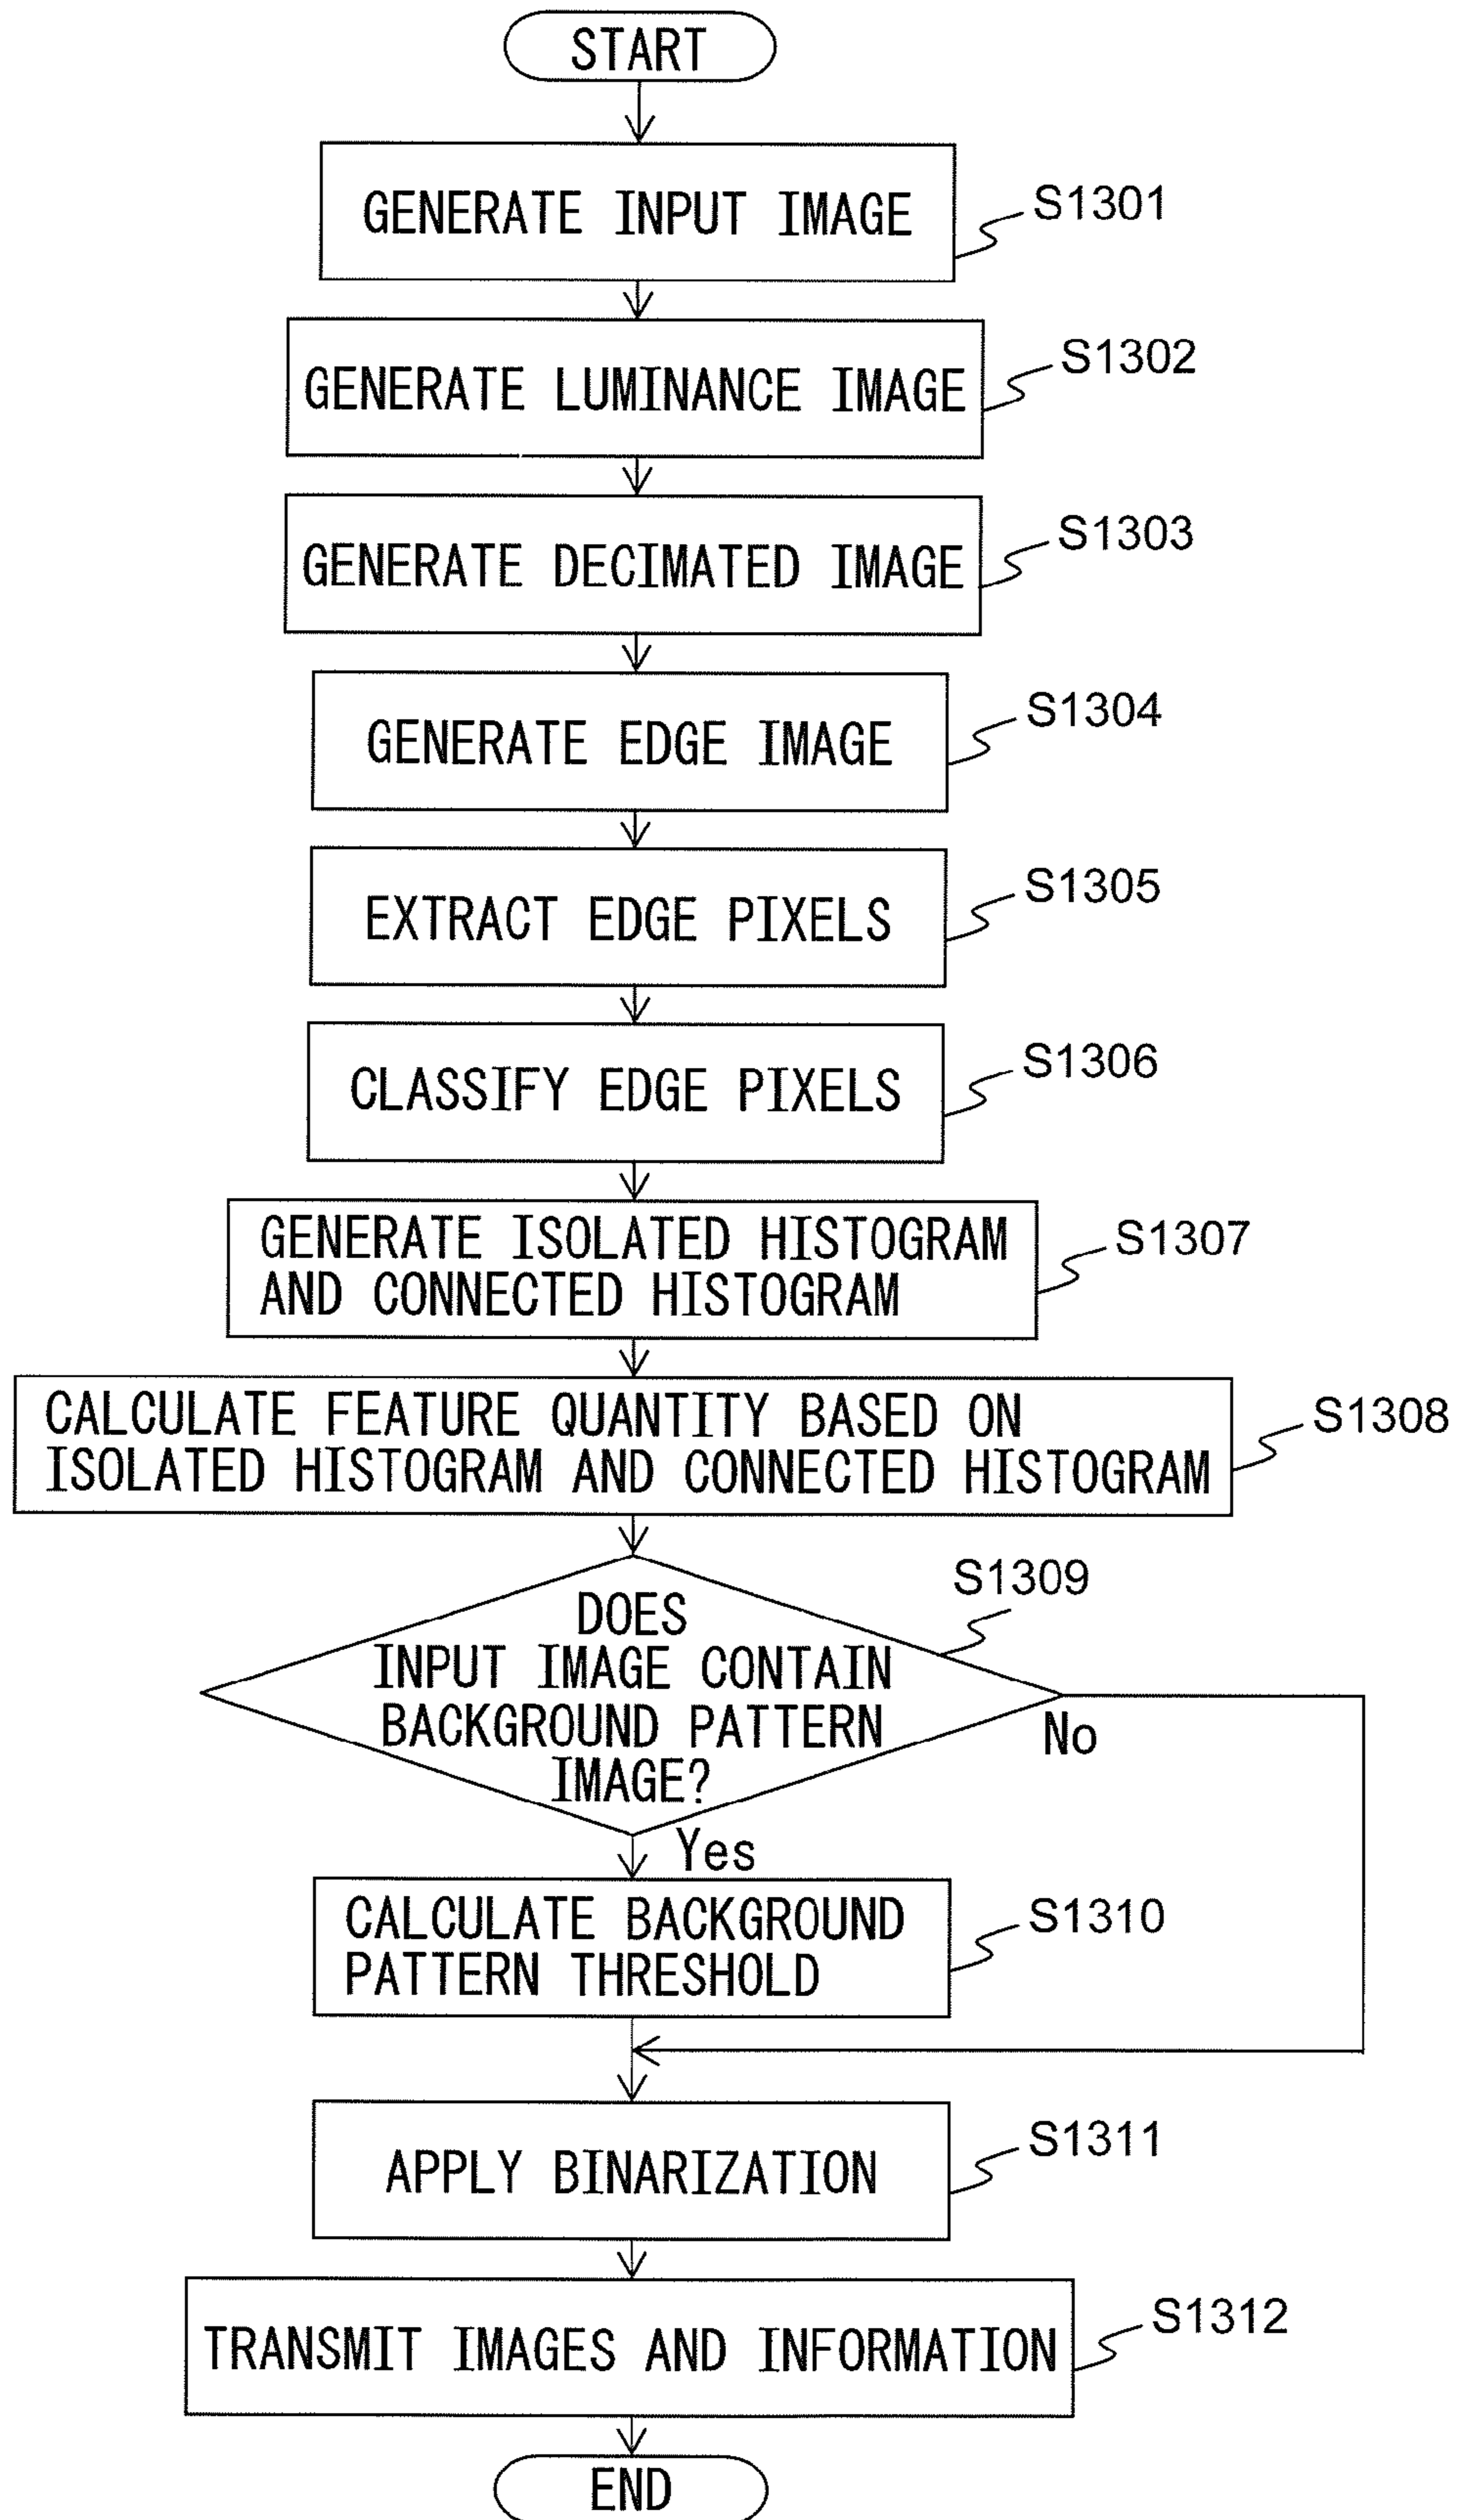 START
GENERATE INPUT IMAGE
S1301
GENERATE LUMINANCE IMAGE
S1302
GENERATE DECIMATED IMAGE
S1303
GENERATE EDGE IMAGE
S1304
EXTRACT EDGE PIXELS
S1305
CLASSIFY EDGE PIXELS
S1306
GENERATE ISOLATED HISTOGRAM
AND CONNECTED HISTOGRAM
S1307
CALCULATE FEATURE QUANTITY BASED ON
ISOLATED HISTOGRAM AND CONNECTED HISTOGRAM
S1308
S1309
DOES
INPUT IMAGE CONTAIN
BACKGROUND PATTERN
IMAGE?
No
Yes
CALCULATE BACKGROUND
PATTERN THRESHOLD
S1310
APPLY BINARIZATION
S1311
TRANSMIT IMAGES AND INFORMATION
S1312
END